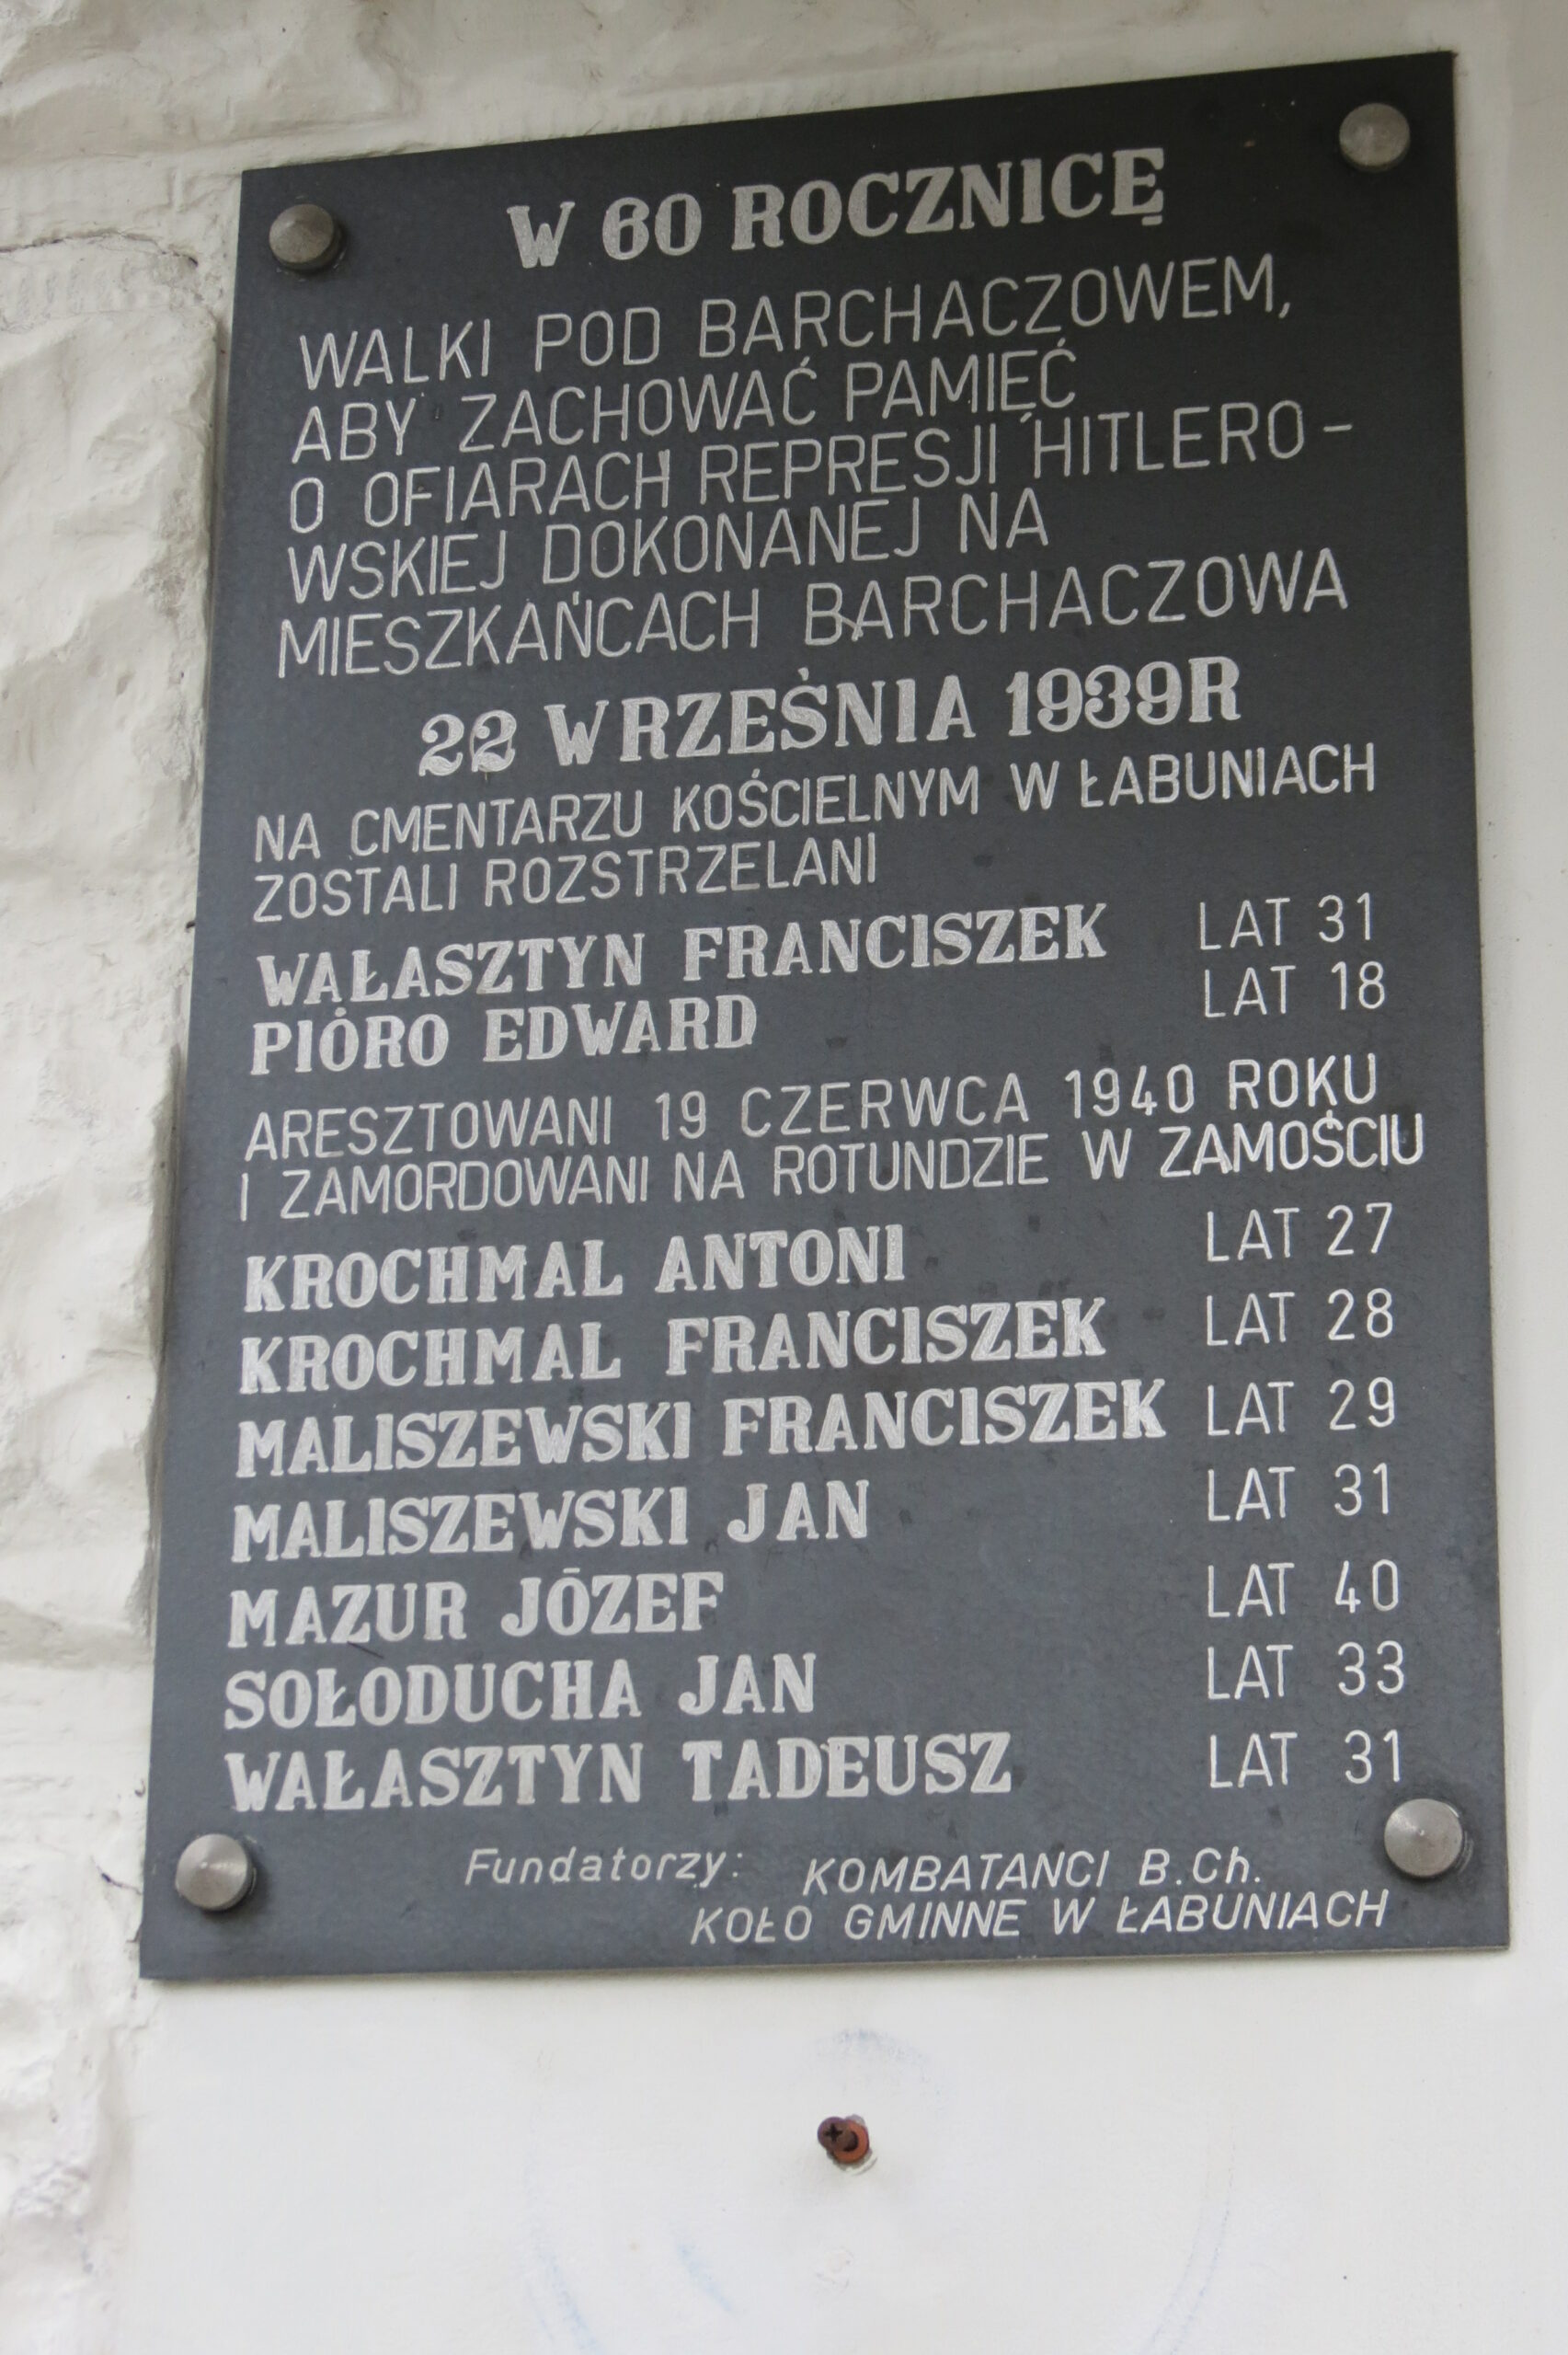 W 60 ROCZNICĘ
WALKI POD BARCHACZOWEM,
ABY ZACHOWAĆ PAMIĘĆ
O OFIARACH REPRESJI HITLERO-
WSKIEJ DOKONANEJ NA
MIESZKAŃCACH BARCHACZOWA
22 WRZEŚNIA 1939R
NA CMENTARZU KOŚCIELNYM W ŁABUNIACH
ZOSTALI ROZSTRZELANI
WAŁASZTYN FRANCISZEK LAT 31
PIÓRO EDWARD LAT 18
ARESZTOWANI 19 CZERWCA 1940 ROKU
I ZAMORDOWANI NA ROTUNDZIE W ZAMOŚCIU
KROCHMAL ANTONI LAT 27
KROCHMAL FRANCISZEK LAT 28
MALISZEWSKI FRANCISZEK LAT 29
MALISZEWSKI JAN LAT 31
MAZUR JÓZEF LAT 40
SOŁODUCHA JAN LAT 33
WAŁASZTYN TADEUSZ LAT 31
Fundatorzy: KOMBATANCI B.Ch.
KOŁO GMINNE W ŁABUNIACH